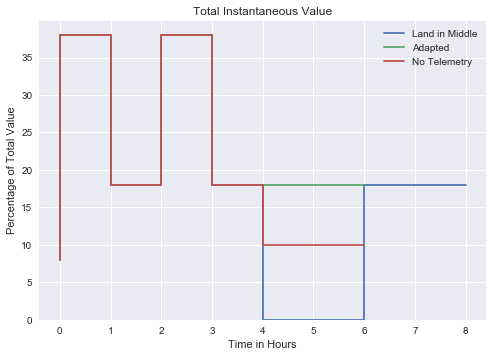 Total Instantaneous Value
Land in Middle
Adapted
No Telemetry
Percentage of Total Value
35
30
25
20
15
10
5
0
0 1 2 3 4 5 6 7 8
Time in Hours